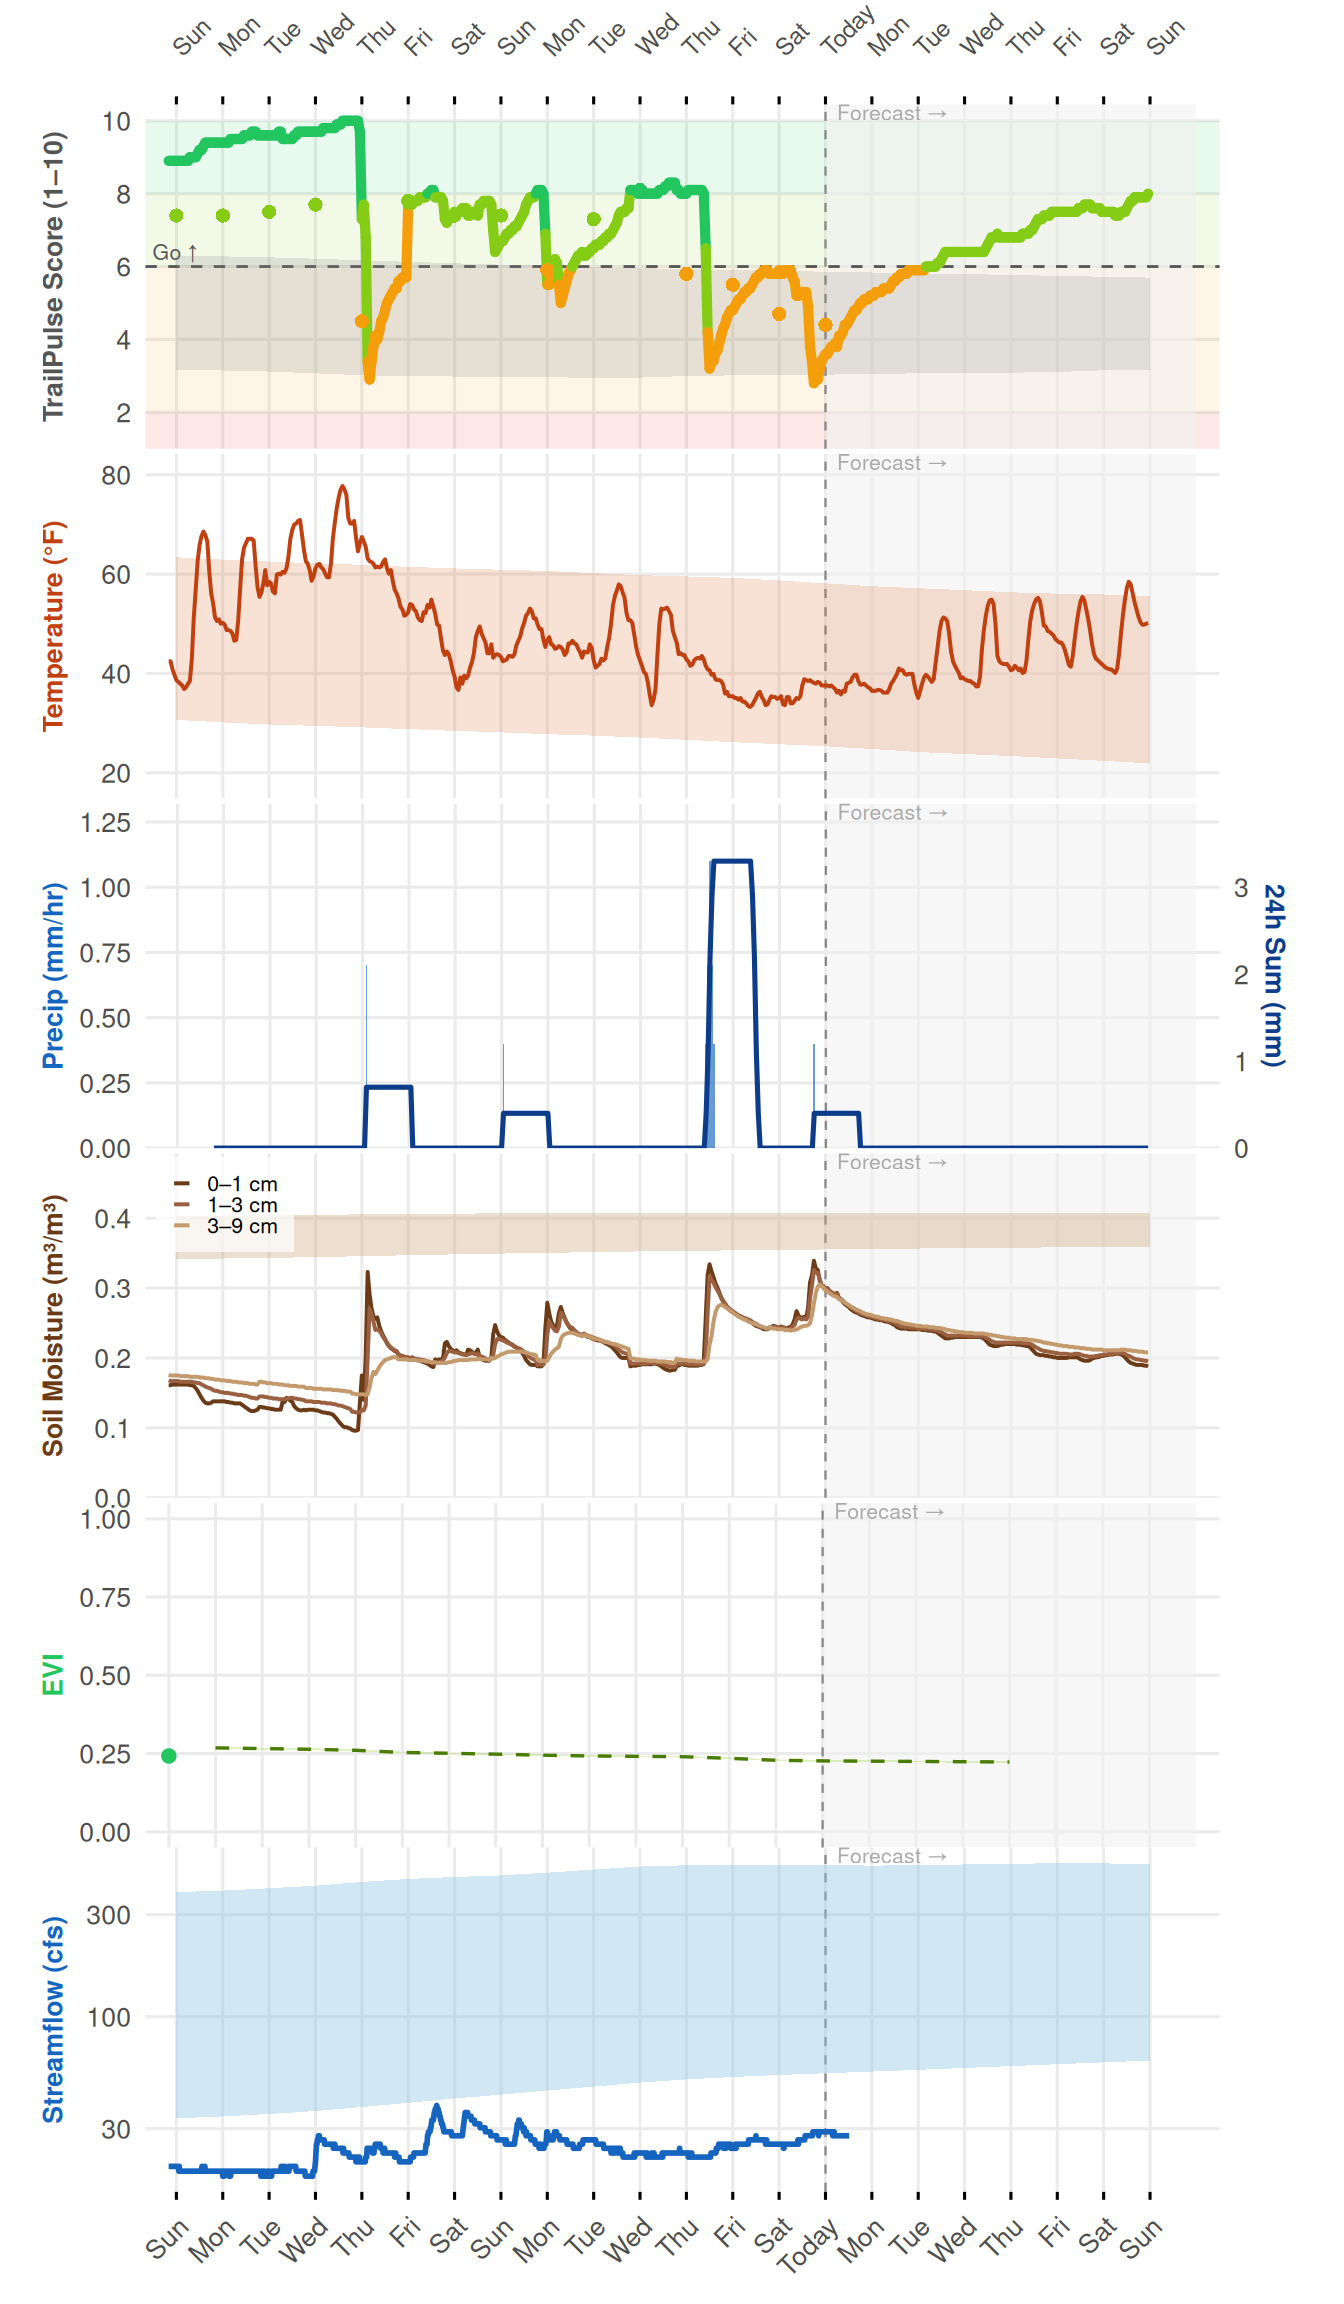 Sun Mon Tue Wed Thu Fri Sat Sun Mon Tue Wed Thu Fri Sat Today Mon Tue Wed Thu Fri Sat Sun
TrailPulse Score (1–10)
10
8
6
4
2
Go ↑
Forecast →
Temperature (°F)
80
60
40
20
Forecast →
Precip (mm/hr)
1.25
1.00
0.75
0.50
0.25
0.00
Forecast →
24h Sum (mm)
3
2
1
0
Soil Moisture (m³/m³)
0.4
0.3
0.2
0.1
0.0
0–1 cm
1–3 cm
3–9 cm
Forecast →
EVI
1.00
0.75
0.50
0.25
0.00
Forecast →
Streamflow (cfs)
300
100
30
Forecast →
Sun Mon Tue Wed Thu Fri Sat Sun Mon Tue Wed Thu Fri Sat Today Mon Tue Wed Thu Fri Sat Sun